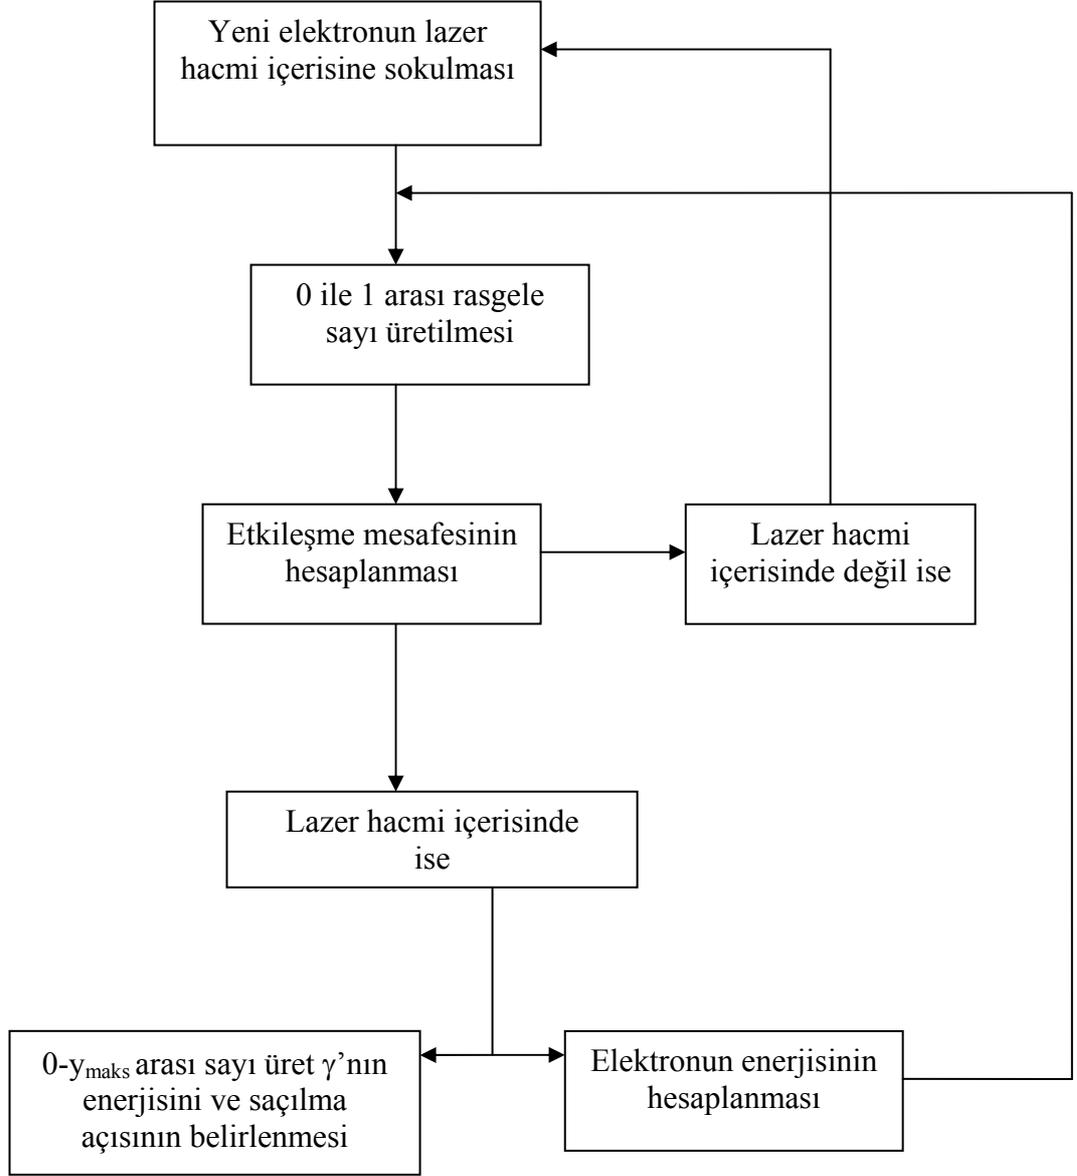 Yeni elektronun lazer
hacmi içerisine sokulması
0 ile 1 arası rasgele
sayı üretilmesi
Etkileşme mesafesinin
hesaplanması
Lazer hacmi
içerisinde değil ise
Lazer hacmi içerisinde
ise
0-ymaks arası sayı üret γ’nın
enerjisini ve saçılma
açısının belirlenmesi
Elektronun enerjisinin
hesaplanması